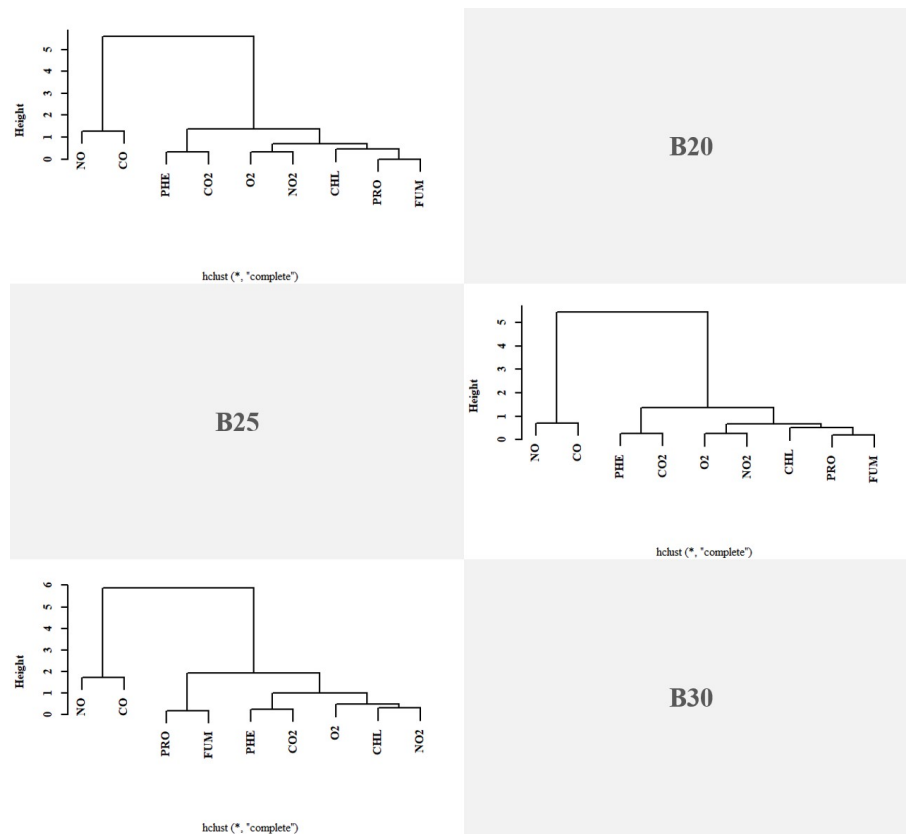 Height
5
4
3
2
1
0
NO
CO
PHE
CO2
O2
NO2
CHL
PRO
FUM
hclust (*, "complete")
B20
B25
Height
5
4
3
2
1
0
NO
CO
PHE
CO2
O2
NO2
CHL
PRO
FUM
hclust (*, "complete")
Height
6
5
4
3
2
1
0
NO
CO
PRO
FUM
PHE
CO2
O2
CHL
NO2
hclust (*, "complete")
B30